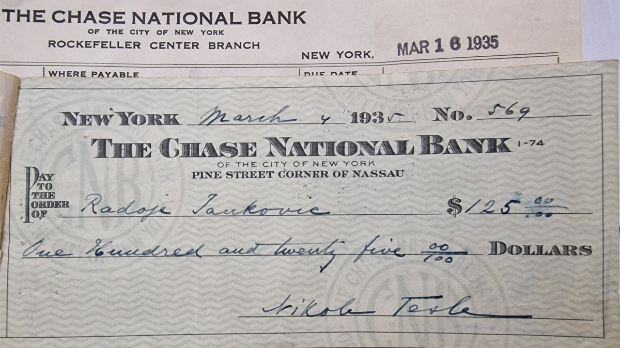 THE CHASE NATIONAL BANK
OF THE CITY OF NEW YORK
ROCKEFELLER CENTER BRANCH
NEW YORK, MAR 16 1935
WHERE PAYABLE DUE DATE
NEW YORK March 4 1935 No. 569
THE CHASE NATIONAL BANK 1-74
OF THE CITY OF NEW YORK
PINE STREET CORNER OF NASSAU
PAY TO THE ORDER OF Radoje Jankovic $125 00/100
One Hundred and twenty five 00/100 DOLLARS
Nikola Tesla